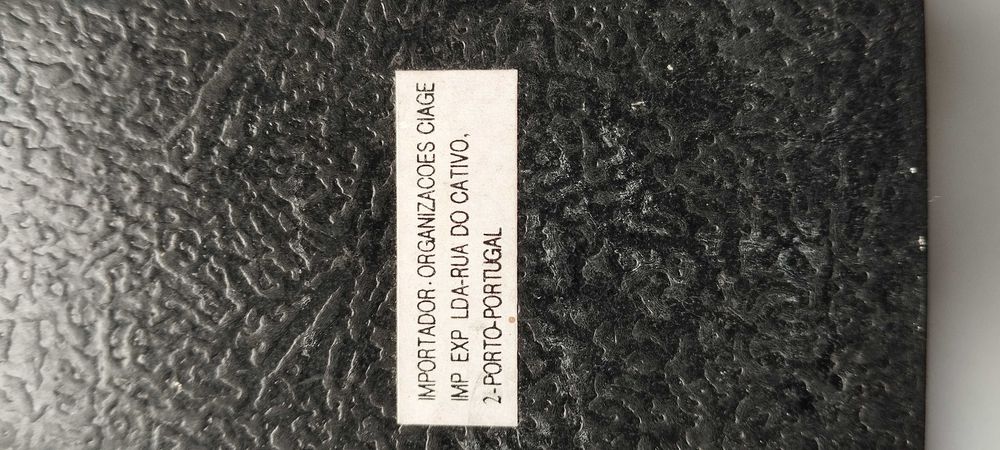 IMPORTADOR.ORGANIZACOES CIAGE
IMP EXP LDA-RUA DO CATIVO,
2-PORTO-PORTUGAL